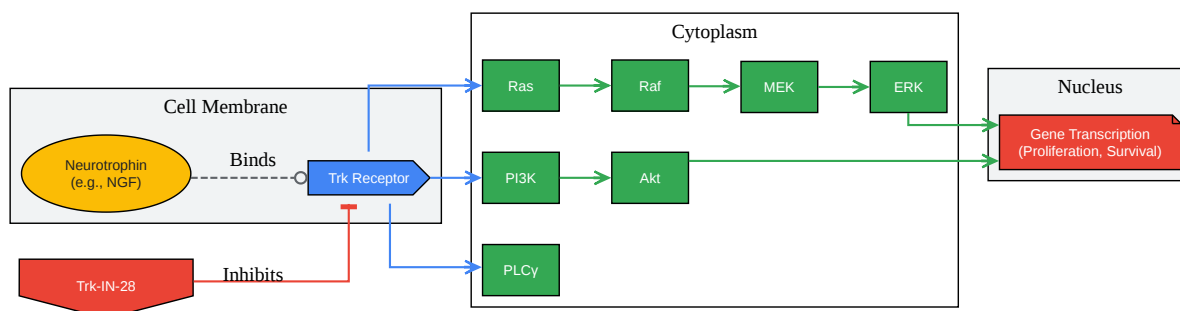 Cytoplasm
Cell Membrane
Nucleus
Ras
Raf
MEK
ERK
Gene Transcription
(Proliferation, Survival)
Neurotrophin
(e.g., NGF)
Binds
Trk Receptor
PI3K
Akt
PLCγ
Trk-IN-28
Inhibits